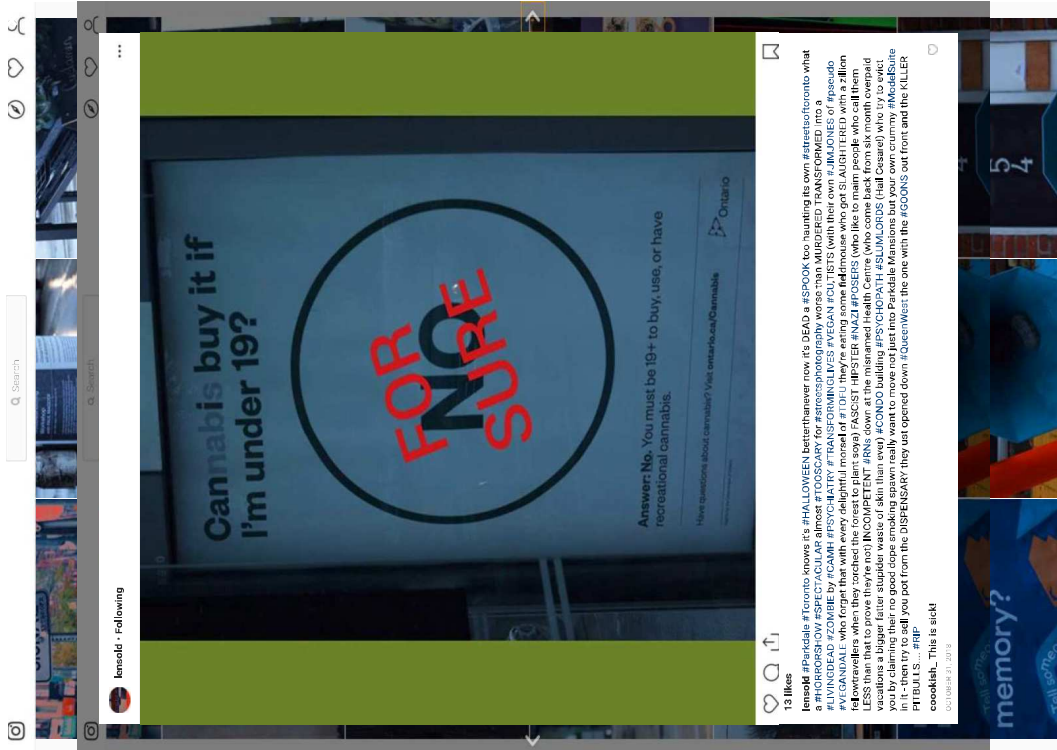 Search
Search
lensold • Following
Cannabis buy it if
I'm under 19?
FOR
NO
SURE
Answer: No. You must be 19+ to buy, use, or have
recreational cannabis.
Have questions about cannabis? Visit ontario.ca/Cannabis
Ontario
13 likes
lensold #Parkdale #Toronto knows it's #HALLOWEEN betterthanever now it's DEAD a #SPOOK too haunting its own #streetsoftoronto what
a #HORRORSHOW #SPECTACULAR almost #TOOSCARY for #streetsphotography worse than MURDERED TRANSFORMED into a
#LIVINGDEAD #ZOMBIE by #CAMH #PSYCHIATRY #TRANSFORMINGLIVES #VEGAN #CULTISTS (with their own #JIMJONES of #pseudo
#VEGANDALE who forget that with every delightful morsel of #TOFU they're eating some fieldmouse who got SLAUGHTERED with a zillion
fellowtravellers when they torched the forest to plant soya) FASCIST HIPSTER #NAZI #POSERS (who like to maim people who call them
LESS than that to prove they're not) INCOMPETENT #RNs down at the misnamed Health Centre (who come back from six month overpaid
vacations a bigger fatter stupider waste of skin than ever) #CONDO building #PSYCHOPATH #SLUMLORDS (Hail Cesare!) who try to evict
you by claiming their no good dope smoking spawn really want to move not just into Parkdale Mansions but your own crummy #ModelSuite
in it - then try to sell you pot from the DISPENSARY they just opened down #QueenWest the one with the #GOONS out front and the KILLER
PITBULLS.... #RIP
coookish_ This is sick!
OCTOBER 31, 2018
54
memory?